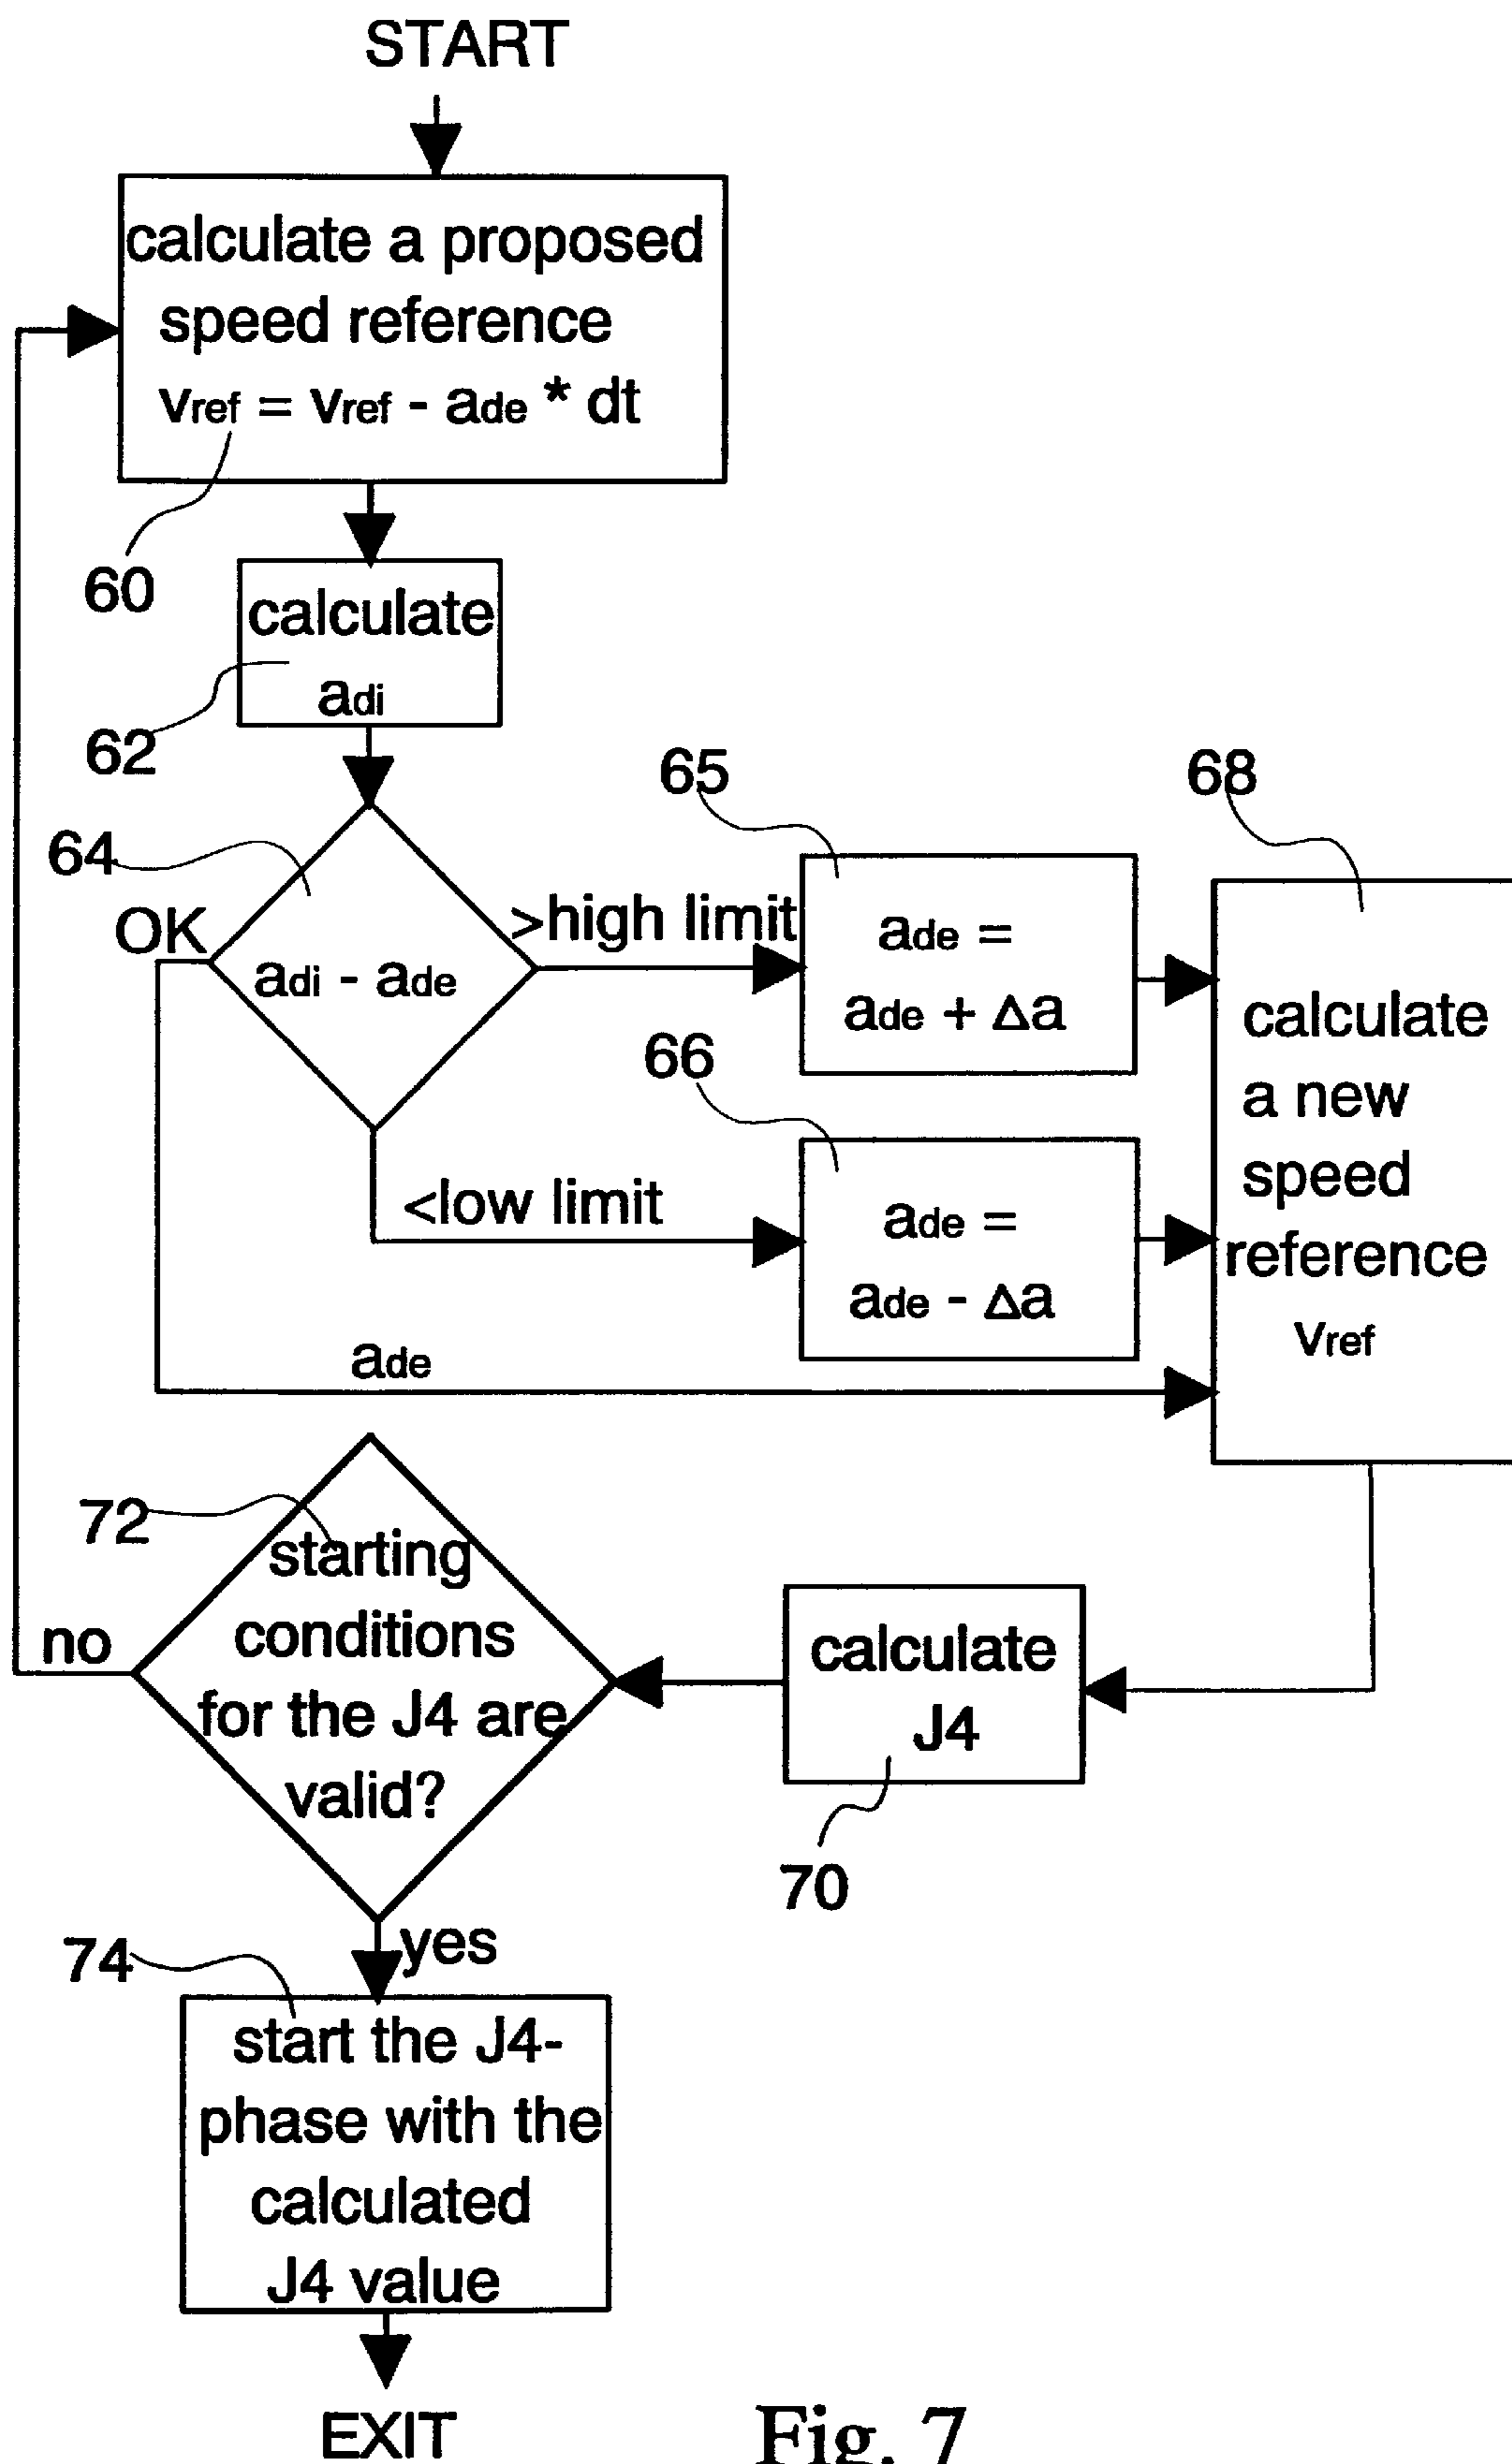 START
calculate a proposed
speed reference
vref = vref - ade * dt
60
calculate
adi
62
64
OK
adi - ade
>high limit
65
ade =
ade + Δa
68
calculate
a new
speed
reference
vref
66
<low limit
ade =
ade - Δa
ade
72
starting
conditions
for the J4 are
valid?
no
calculate
J4
70
yes
74
start the J4-
phase with the
calculated
J4 value
EXIT
Fig. 7